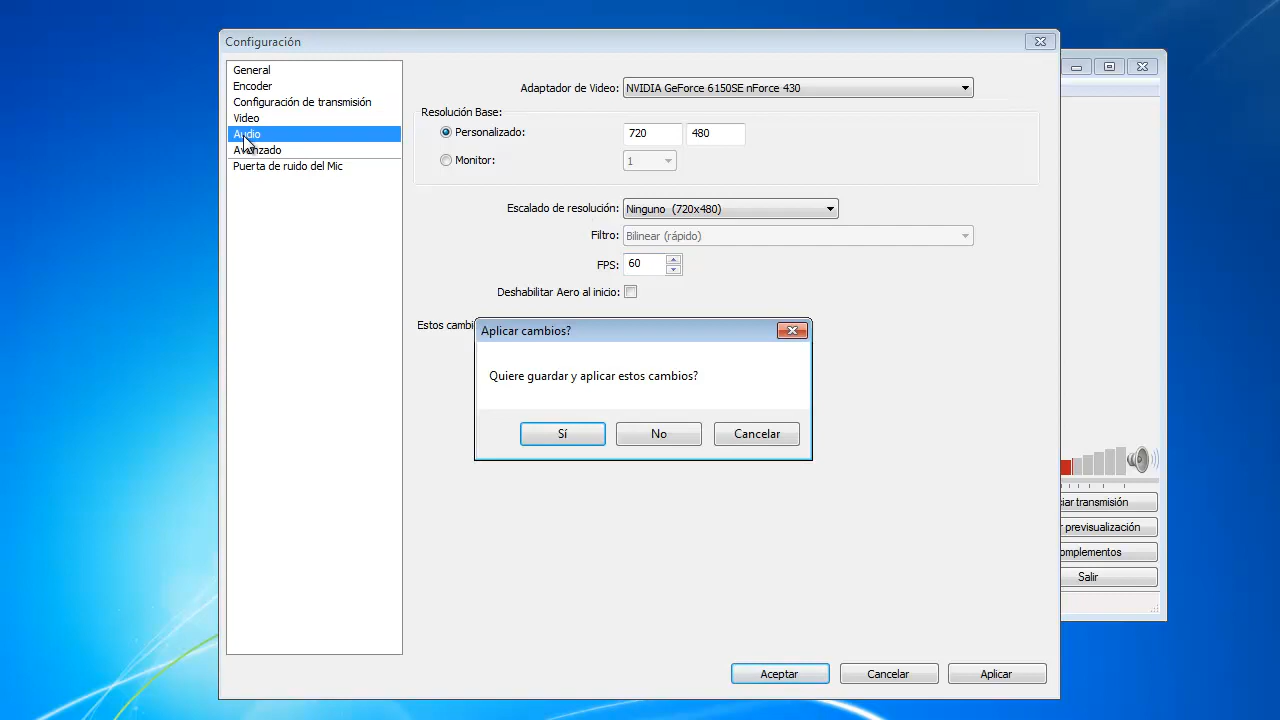 Configuración
General
Encoder
Configuración de transmisión
Video
Audio
Avanzado
Puerta de ruido del Mic
Adaptador de Video: NVIDIA GeForce 6150SE nForce 430
Resolución Base:
Personalizado: 720 480
Monitor: 1
Escalado de resolución: Ninguno (720x480)
Filtro: Bilinear (rápido)
FPS: 60
Deshabilitar Aero al inicio:
Estos
Aplicar cambios?
Quiere guardar y aplicar estos cambios?
Sí No Cancelar
transmisión
previsualización
Salir
Aceptar Cancelar Aplicar